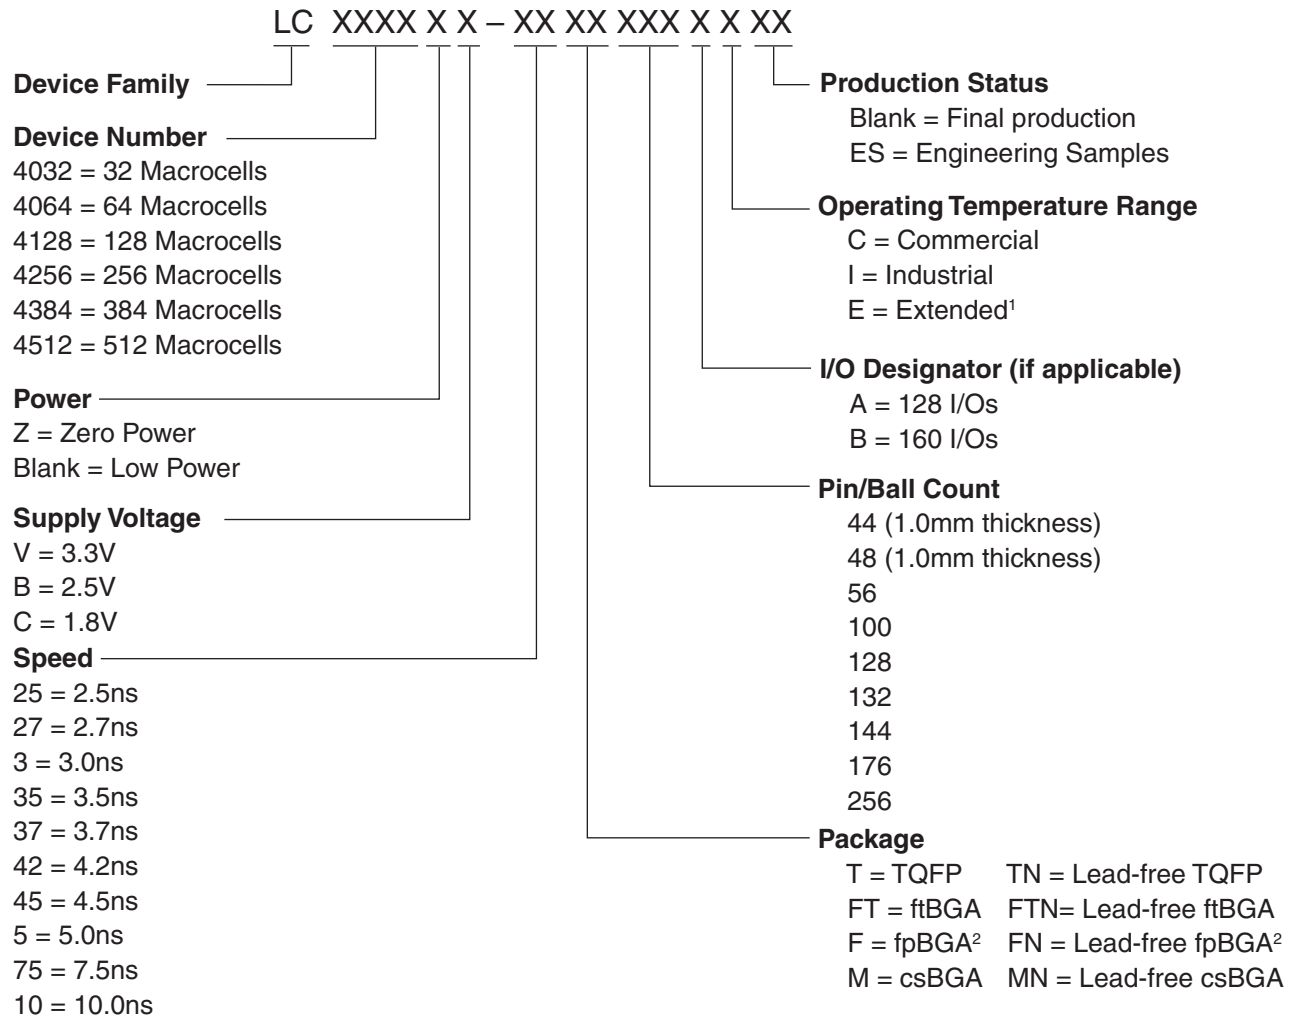 LC XXXX X X – XX XX XXX X X XX
Device Family
Device Number
4032 = 32 Macrocells
4064 = 64 Macrocells
4128 = 128 Macrocells
4256 = 256 Macrocells
4384 = 384 Macrocells
4512 = 512 Macrocells
Power
Z = Zero Power
Blank = Low Power
Supply Voltage
V = 3.3V
B = 2.5V
C = 1.8V
Speed
25 = 2.5ns
27 = 2.7ns
3 = 3.0ns
35 = 3.5ns
37 = 3.7ns
42 = 4.2ns
45 = 4.5ns
5 = 5.0ns
75 = 7.5ns
10 = 10.0ns
Production Status
Blank = Final production
ES = Engineering Samples
Operating Temperature Range
C = Commercial
I = Industrial
E = Extended¹
I/O Designator (if applicable)
A = 128 I/Os
B = 160 I/Os
Pin/Ball Count
44 (1.0mm thickness)
48 (1.0mm thickness)
56
100
128
132
144
176
256
Package
T = TQFP TN = Lead-free TQFP
FT = ftBGA FTN= Lead-free ftBGA
F = fpBGA² FN = Lead-free fpBGA²
M = csBGA MN = Lead-free csBGA